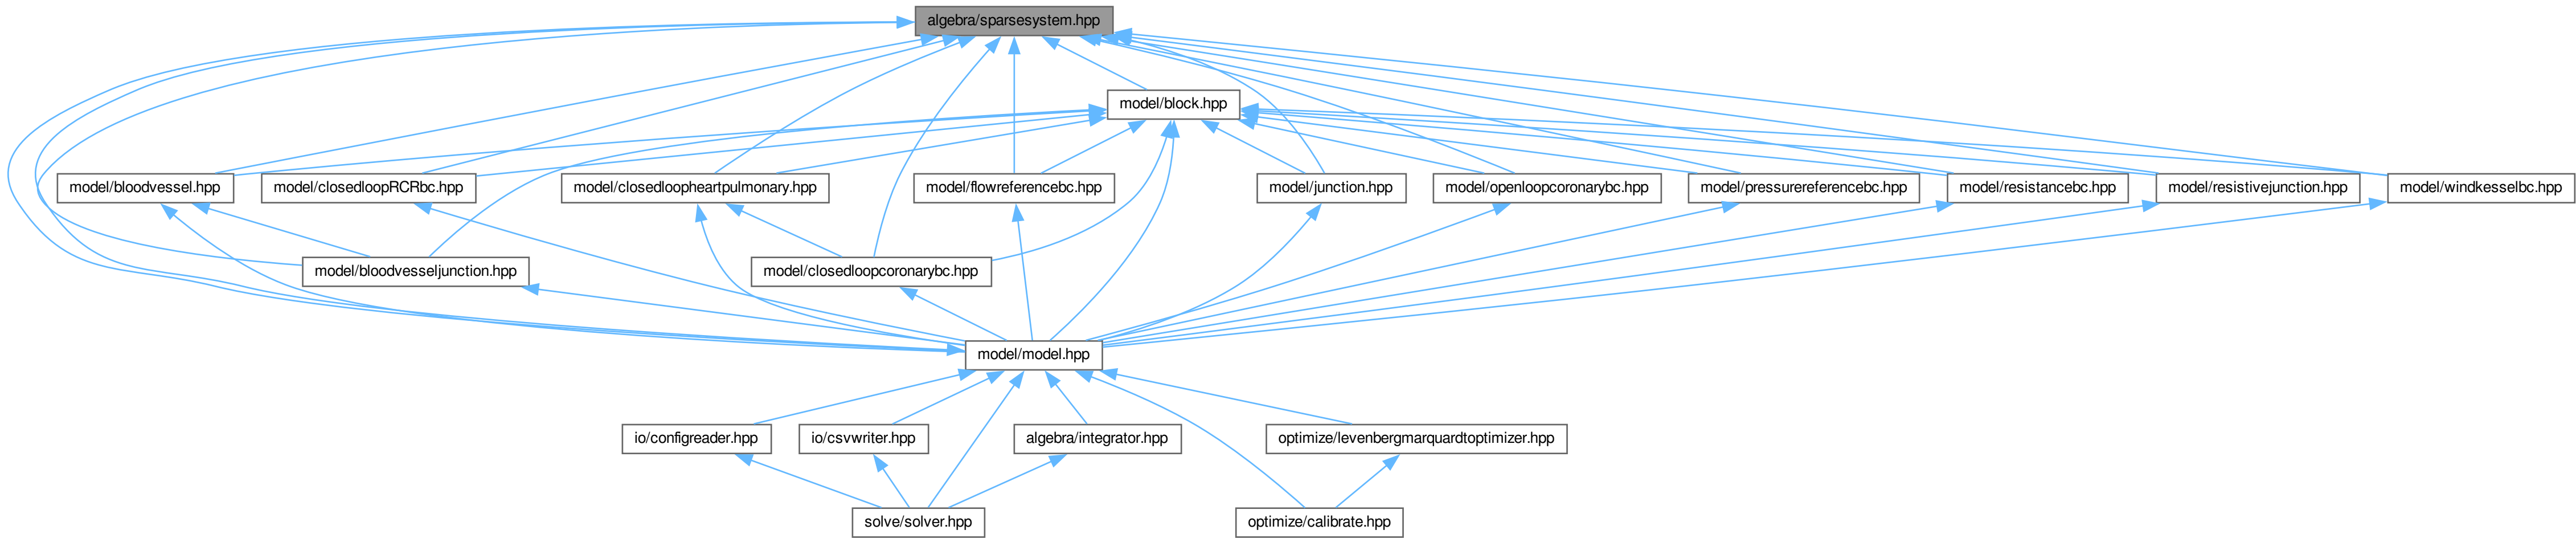 algebra/sparsesystem.hpp
model/block.hpp
model/bloodvessel.hpp
model/closedloopRCRbc.hpp
model/closedloopheartpulmonary.hpp
model/flowreferencebc.hpp
model/junction.hpp
model/openloopcoronarybc.hpp
model/pressurereferencebc.hpp
model/resistancebc.hpp
model/resistivejunction.hpp
model/windkesselbc.hpp
model/bloodvesseljunction.hpp
model/closedloopcoronarybc.hpp
model/model.hpp
io/configreader.hpp
io/csvwriter.hpp
algebra/integrator.hpp
optimize/levenbergmarquardtoptimizer.hpp
solve/solver.hpp
optimize/calibrate.hpp